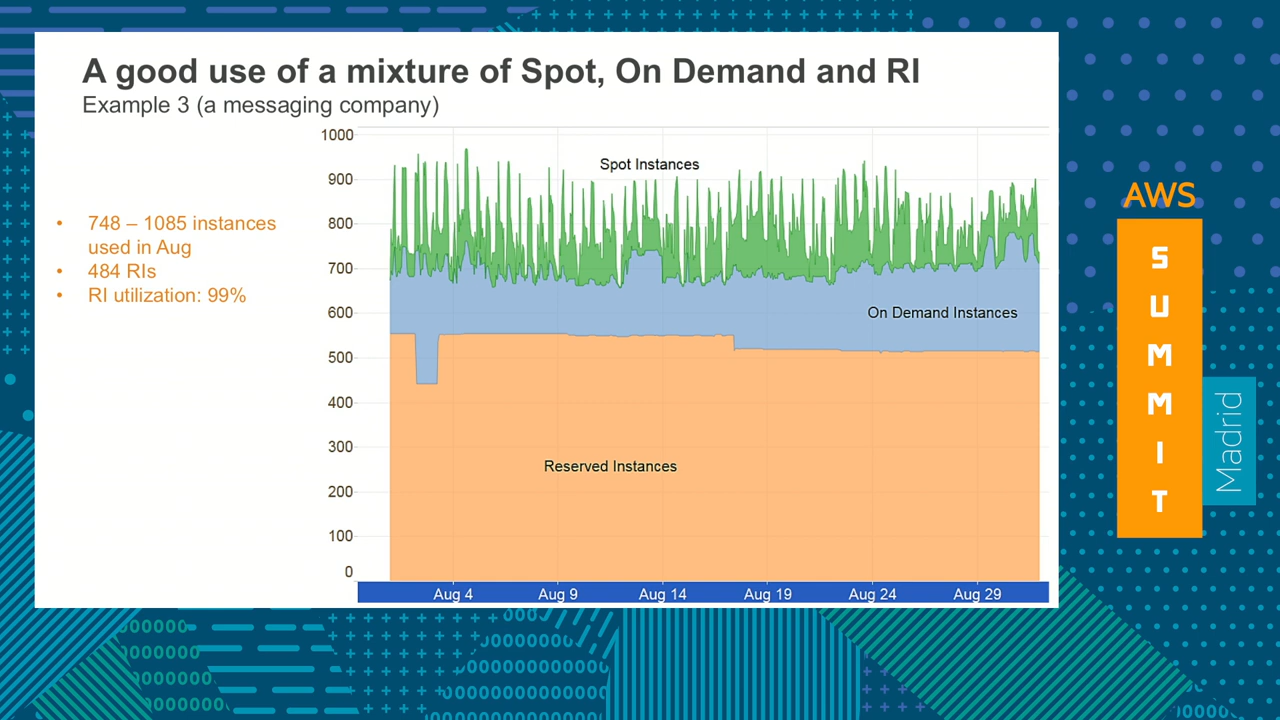 A good use of a mixture of Spot, On Demand and RI
Example 3 (a messaging company)
• 748 – 1085 instances
used in Aug
• 484 RIs
• RI utilization: 99%
1000
900
800
700
600
500
400
300
200
100
0
Spot Instances
On Demand Instances
Reserved Instances
Aug 4
Aug 9
Aug 14
Aug 19
Aug 24
Aug 29
AWS
SUMMIT
Madrid